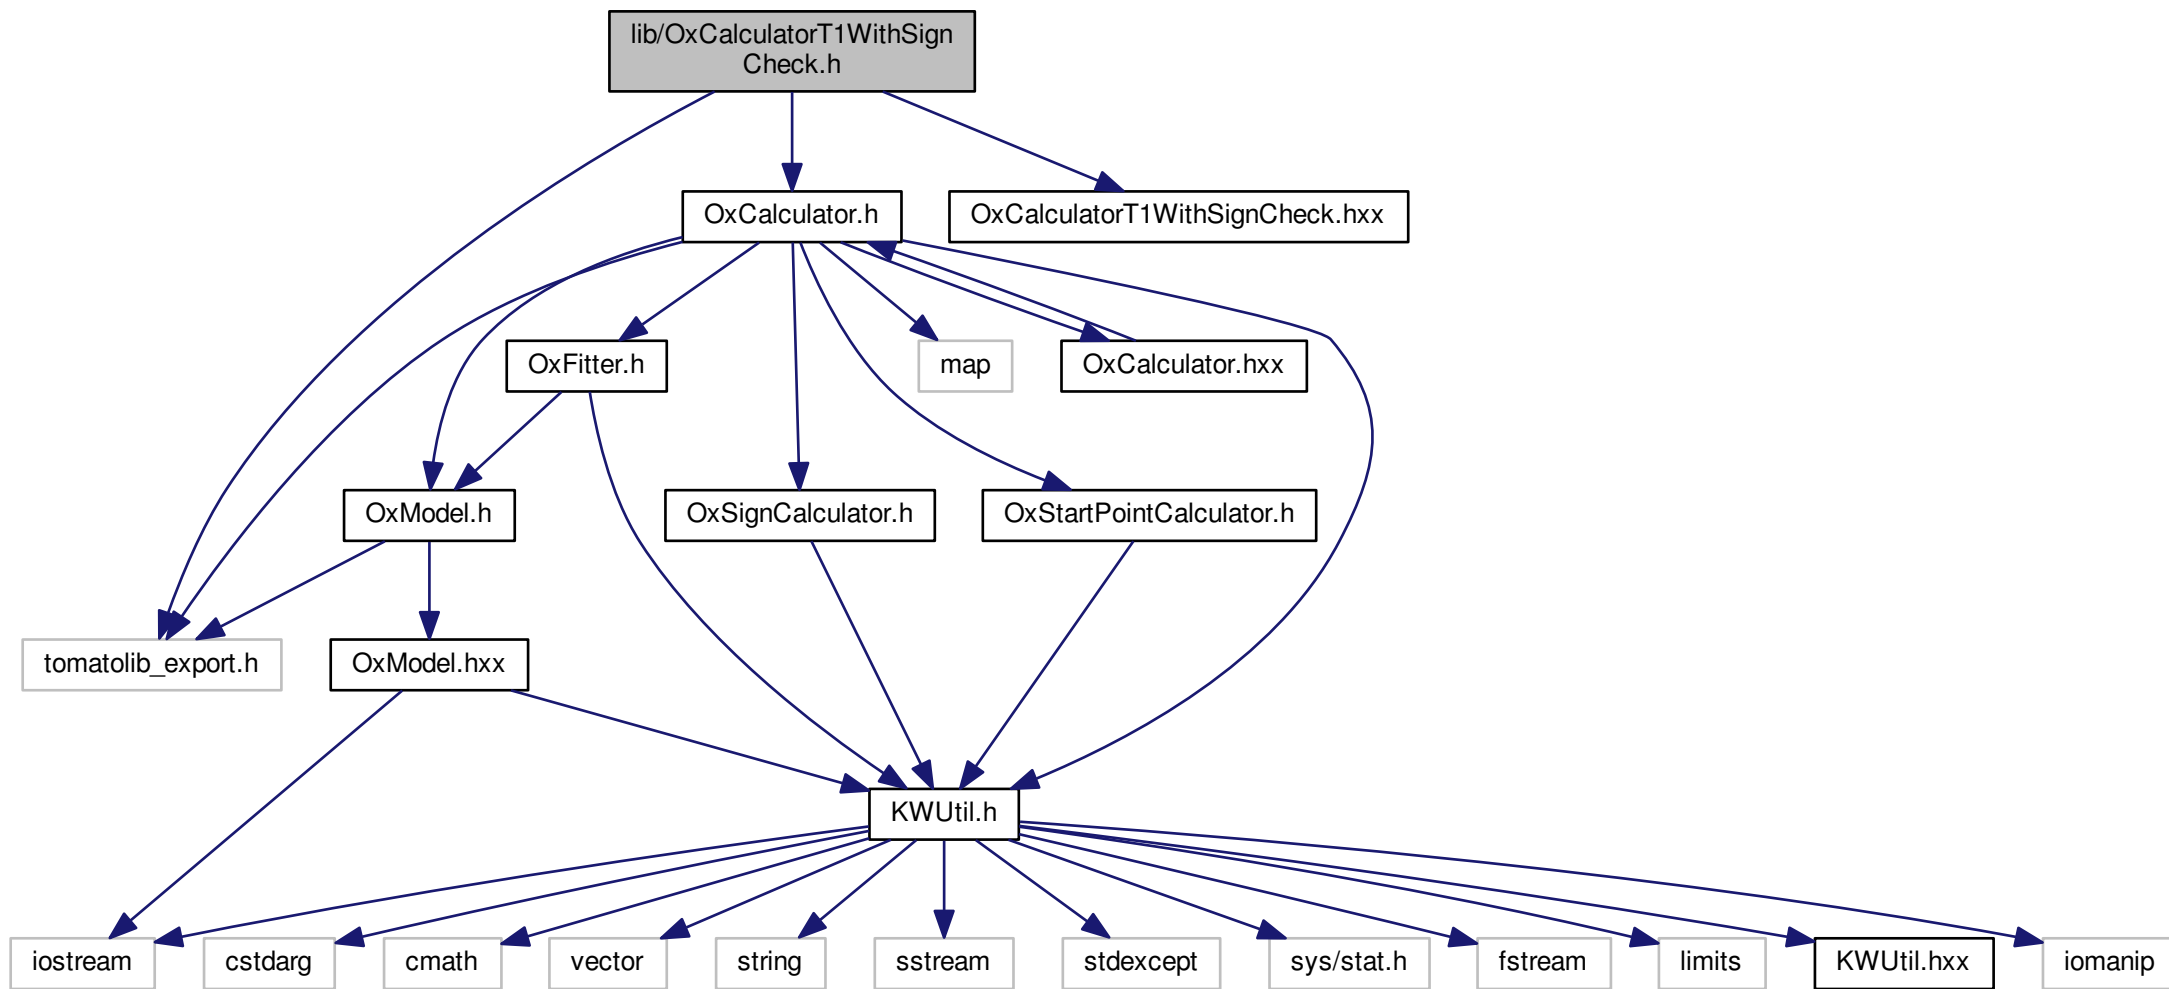 lib/OxCalculatorT1WithSign
Check.h
OxCalculator.h
OxCalculatorT1WithSignCheck.hxx
OxFitter.h
map
OxCalculator.hxx
OxModel.h
OxSignCalculator.h
OxStartPointCalculator.h
tomatolib_export.h
OxModel.hxx
KWUtil.h
iostream
cstdarg
cmath
vector
string
sstream
stdexcept
sys/stat.h
fstream
limits
KWUtil.hxx
iomanip